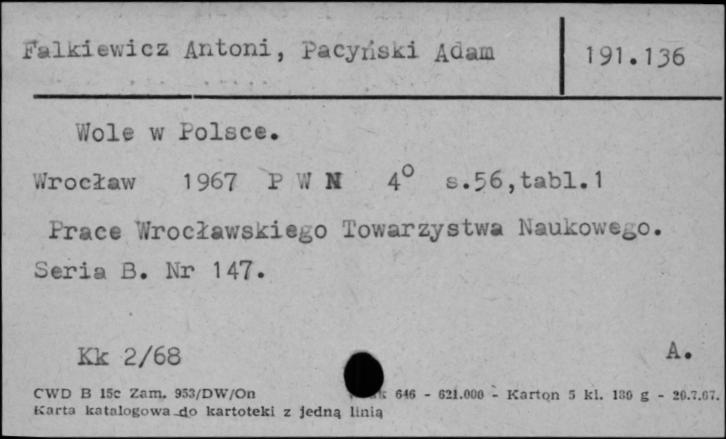 Falkiewicz Antoni, Pacyński Adam
191.136
Wole w Polsce.
Wrocław 1967 P W N 4° s.56,tabl.1
Prace Wrocławskiego Towarzystwa Naukowego.
Seria B. Nr 147.
Kk 2/68
A.
CWD B 15c Zam. 953/DW/On 646 - 621.000 - Karton 5 kl. 180 g - 20.7.67.
Karta katalogowa do kartoteki z jedną linią